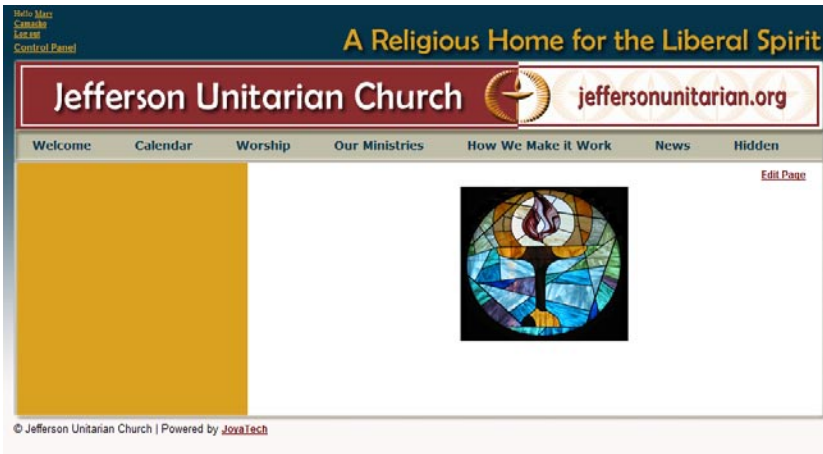 Hello Marc
Camacho
Log out
Control Panel
A Religious Home for the Liberal Spirit
Jefferson Unitarian Church
jeffersonunitarian.org
Welcome Calendar Worship Our Ministries How We Make it Work News Hidden
Edit Page
© Jefferson Unitarian Church | Powered by JovaTech